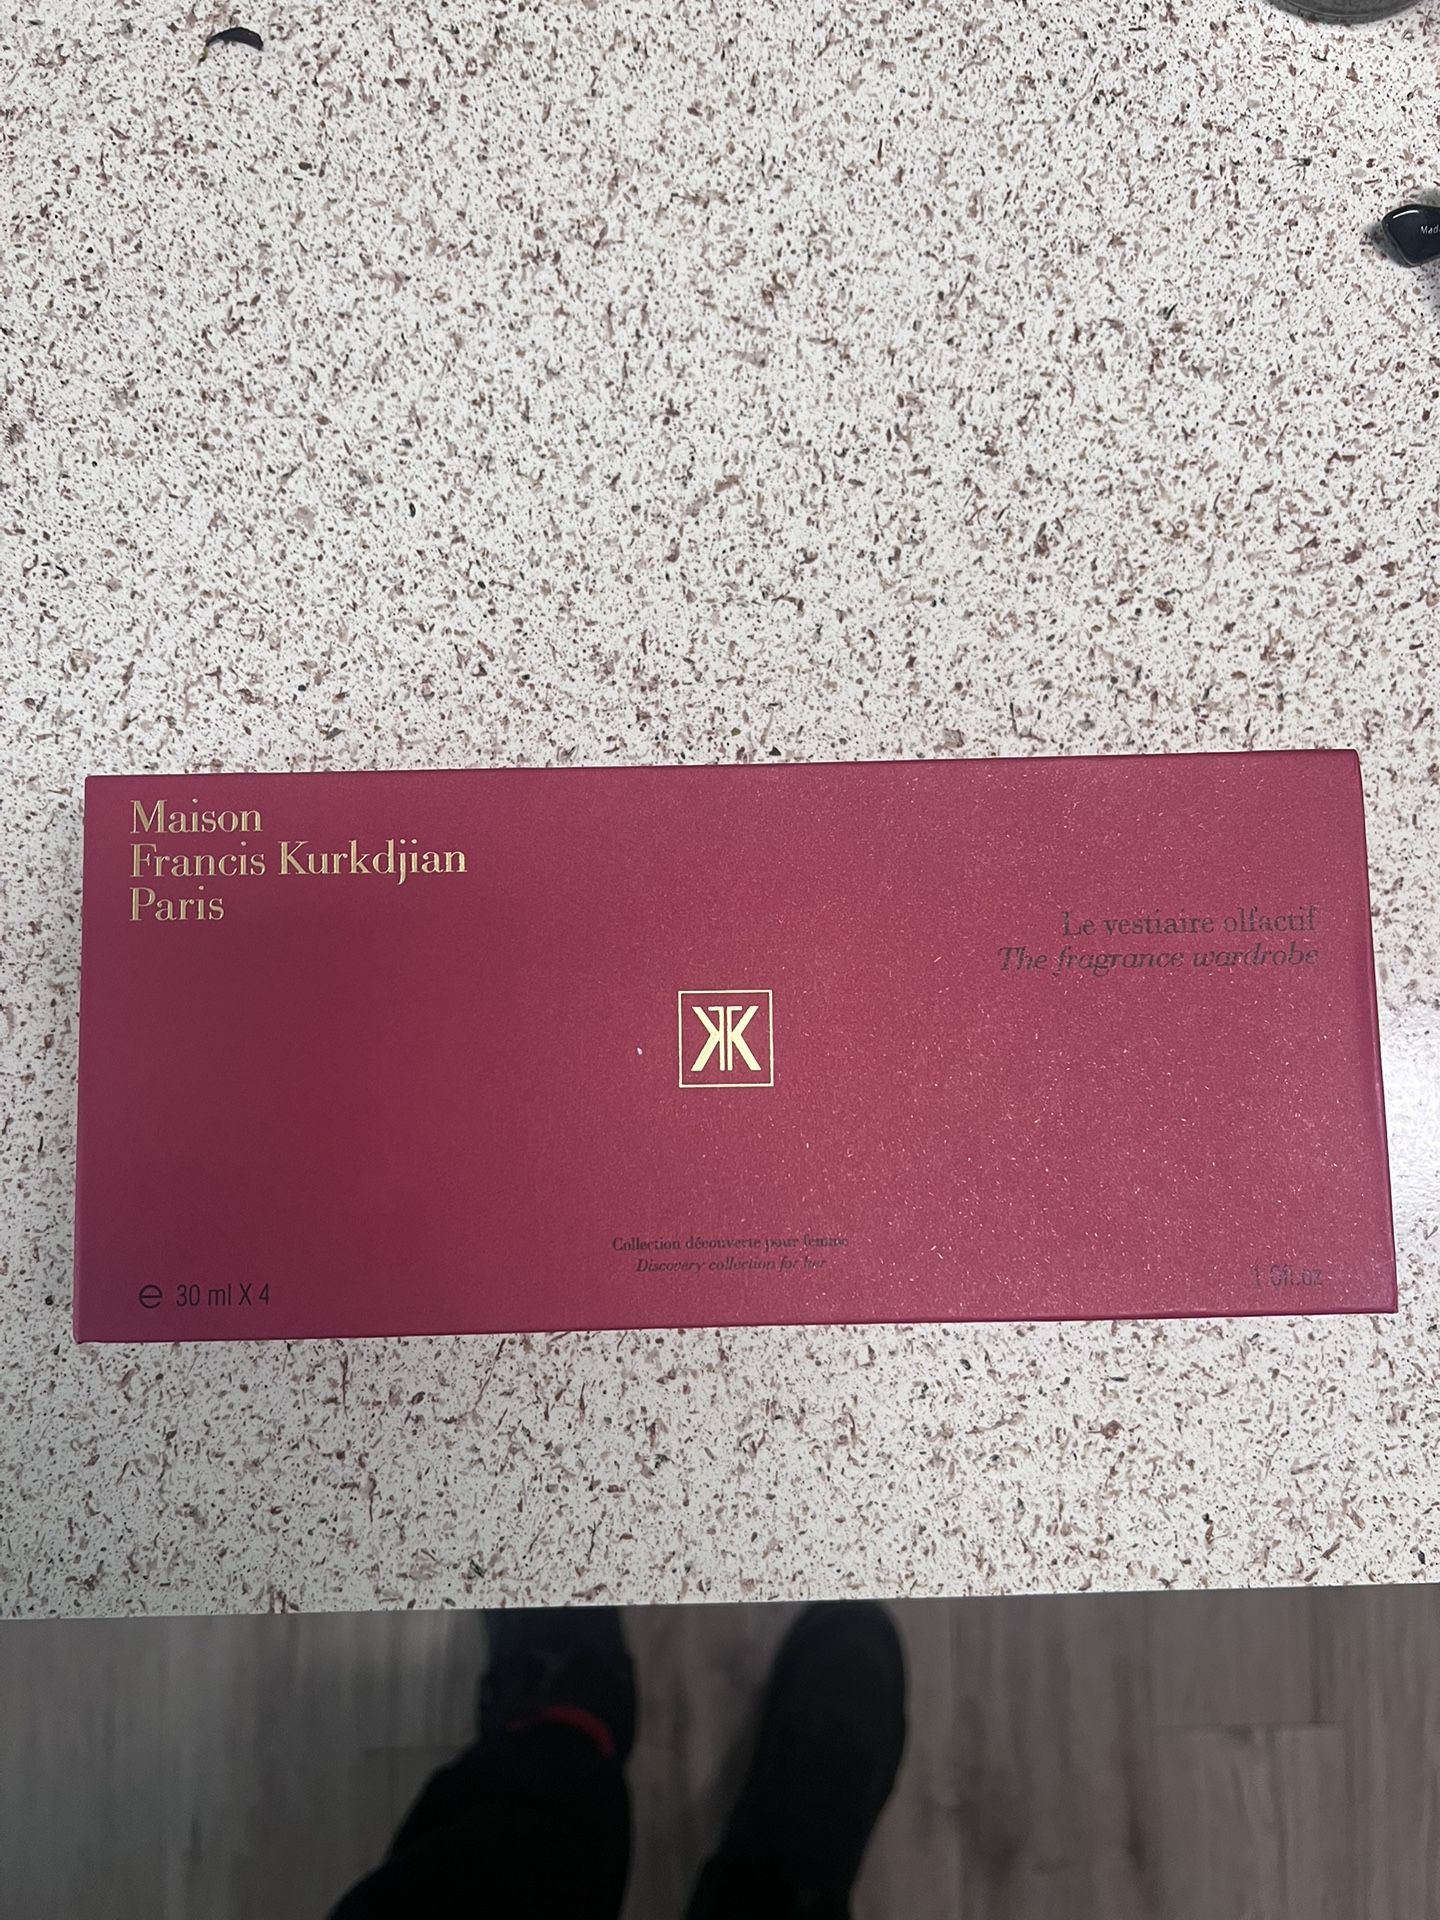 Maison
Francis Kurkdjian
Paris
Le vestiaire olfactif
The fragrance wardrobe
Collection découverte pour femme
Discovery collection for her
e 30 ml X 4
1.0fl.oz